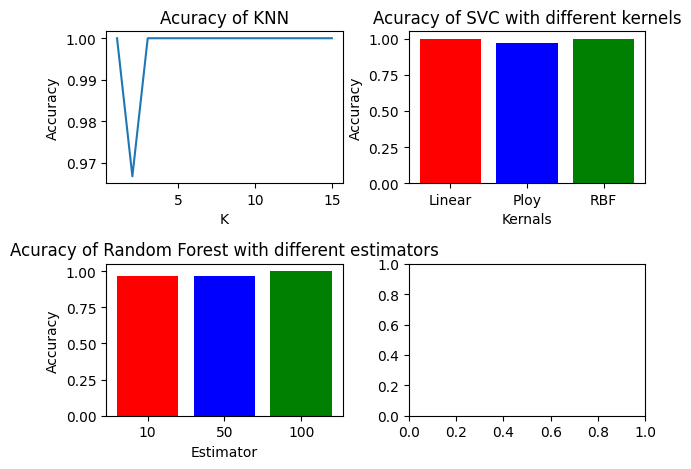 Acuracy of KNN
1.00
0.99
0.98
0.97
Accuracy
5
10
15
K
Acuracy of SVC with different kernels
1.00
0.75
0.50
0.25
0.00
Accuracy
Linear
Ploy
RBF
Kernals
Acuracy of Random Forest with different estimators
1.00
0.75
0.50
0.25
0.00
Accuracy
10
50
100
Estimator
1.0
0.8
0.6
0.4
0.2
0.0
0.0
0.2
0.4
0.6
0.8
1.0